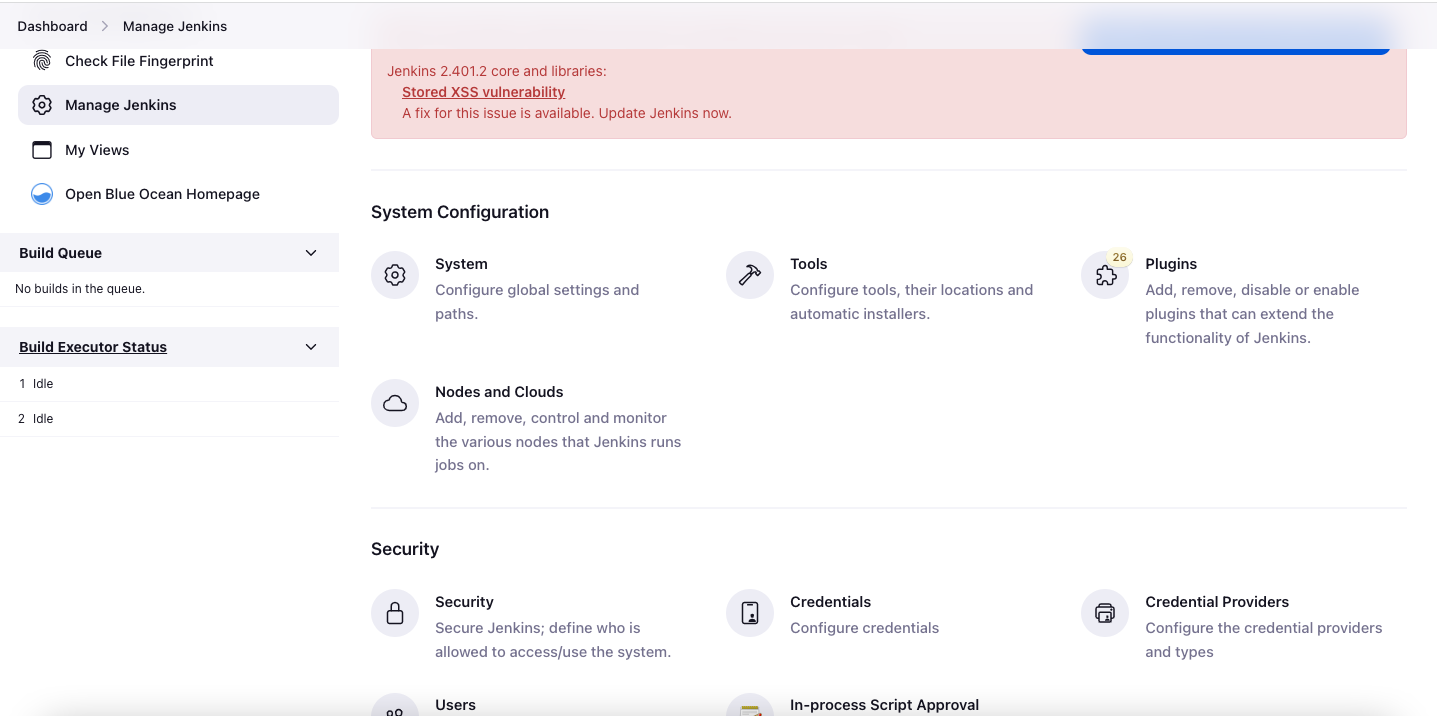 Dashboard
Manage Jenkins
Check File Fingerprint
Manage Jenkins
My Views
Open Blue Ocean Homepage
Build Queue
No builds in the queue.
Build Executor Status
1 Idle
2 Idle
Jenkins 2.401.2 core and libraries:
Stored XSS vulnerability
A fix for this issue is available. Update Jenkins now.
System Configuration
System
Configure global settings and
paths.
Tools
Configure tools, their locations and
automatic installers.
26
Plugins
Add, remove, disable or enable
plugins that can extend the
functionality of Jenkins.
Nodes and Clouds
Add, remove, control and monitor
the various nodes that Jenkins runs
jobs on.
Security
Security
Secure Jenkins; define who is
allowed to access/use the system.
Credentials
Configure credentials
Credential Providers
Configure the credential providers
and types
Users
In-process Script Approval